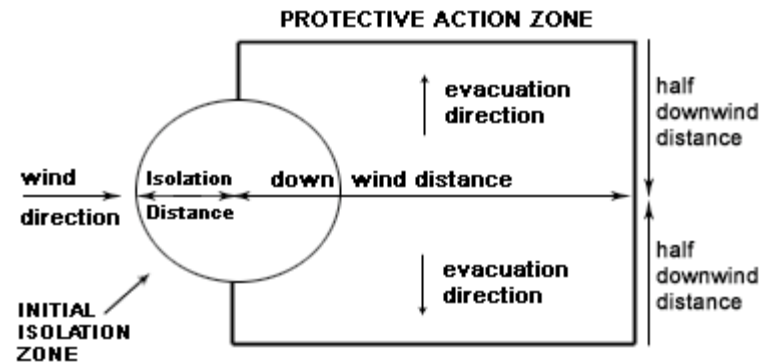 PROTECTIVE ACTION ZONE
evacuation
direction
half
downwind
distance
wind
direction
Isolation
Distance
down wind distance
evacuation
direction
half
downwind
distance
INITIAL
ISOLATION
ZONE